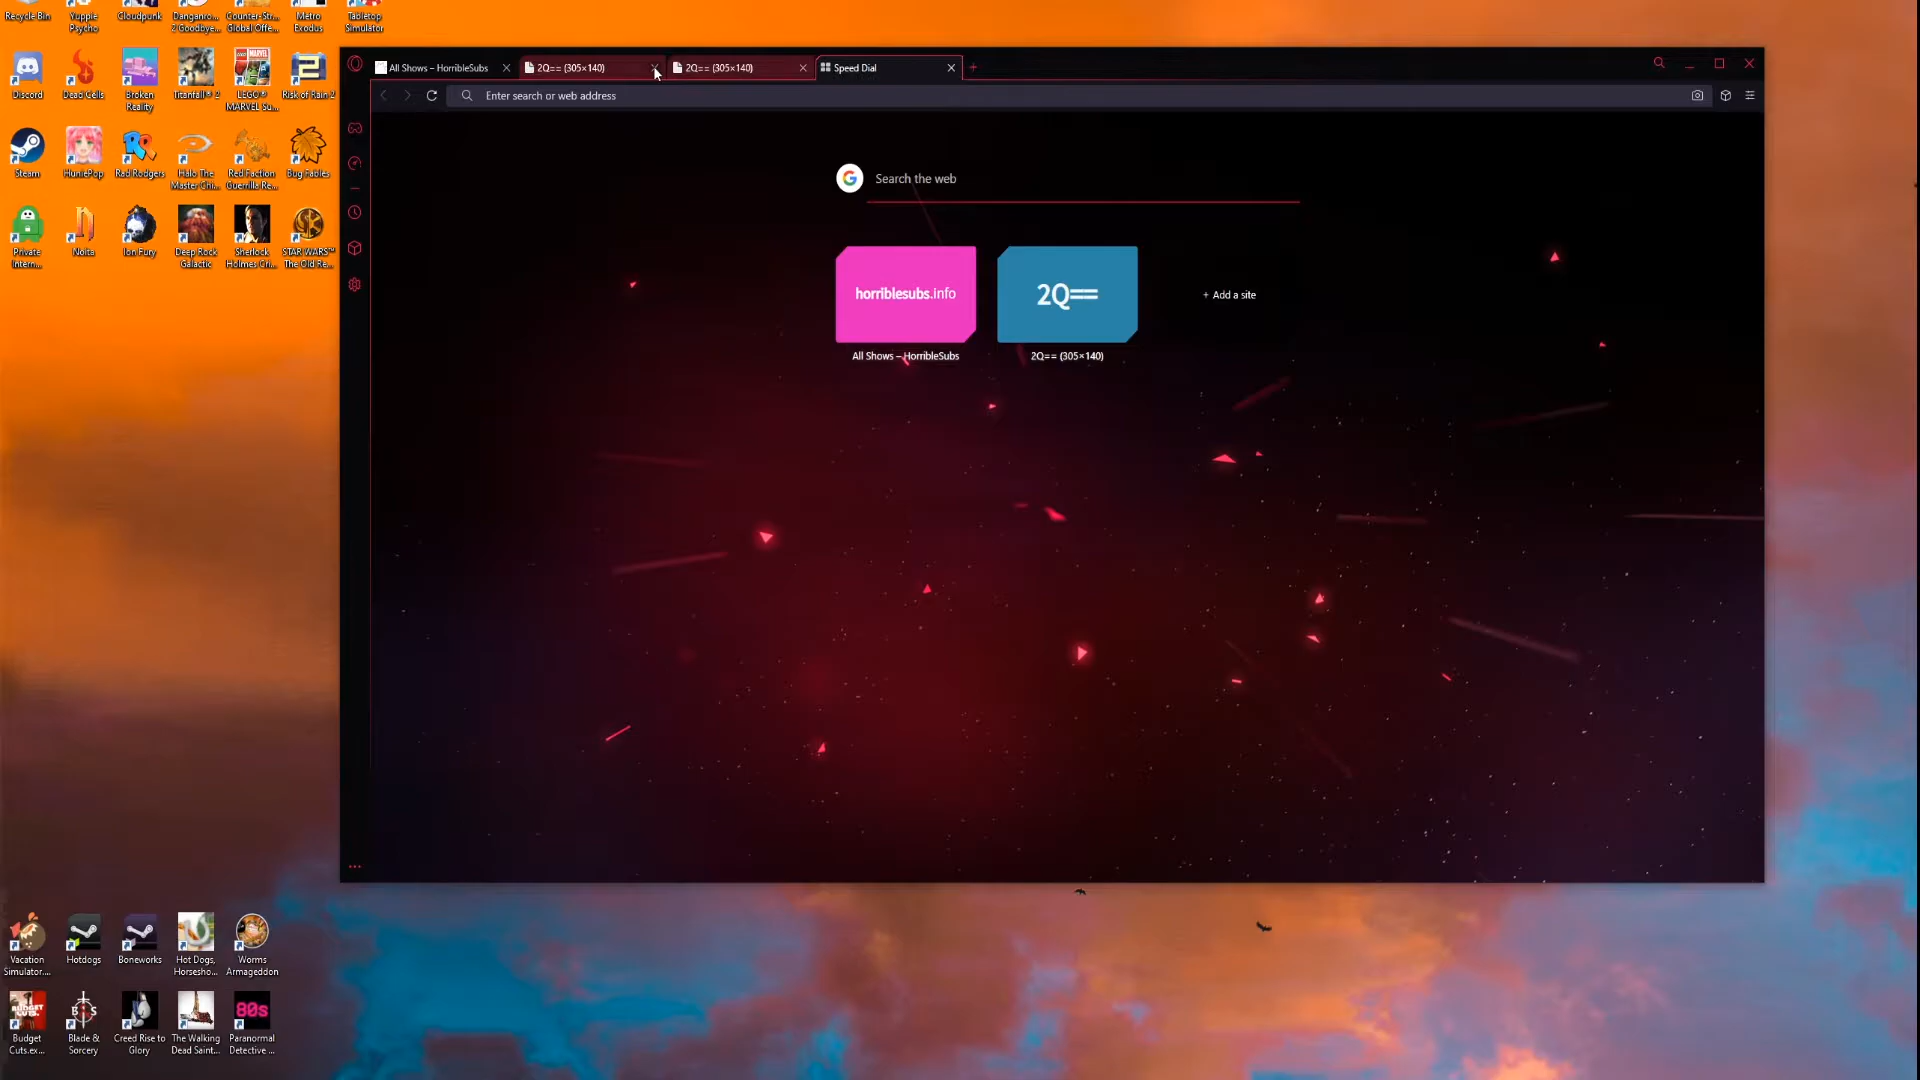 Recycle Bin
Yuppie
Psycho
Cloudpunk
Danganro...
2 Goodbye...
Counter-Str...
Global Offe...
Metro
Exodus
Tabletop
Simulator
All Shows – HorribleSubs
2Q== (305×140)
2Q== (305×140)
Speed Dial
Enter search or web address
Discord
Dead Cells
Broken
Reality
Titanfall® 2
LEGO®
MARVEL Su...
Risk of Rain 2
Steam
HuniePop
Rad Rodgers
Halo The
Master Chi...
Red Faction
Guerrilla Re...
Bug Fables
Search the web
Private
Intern...
Noita
Ion Fury
Deep Rock
Galactic
Sherlock
Holmes Cri...
STAR WARS™
The Old Re...
horriblesubs.info
2Q==
+ Add a site
All Shows – HorribleSubs
2Q== (305×140)
Vacation
Simulator....
Hotdogs
Boneworks
Hot Dogs,
Horsesho...
Worms
Armageddon
BUDGET
CUTS.
B S
80s
Budget
Cuts.ex...
Blade &
Sorcery
Creed Rise to
Glory
The Walking
Dead Saint...
Paranormal
Detective ...